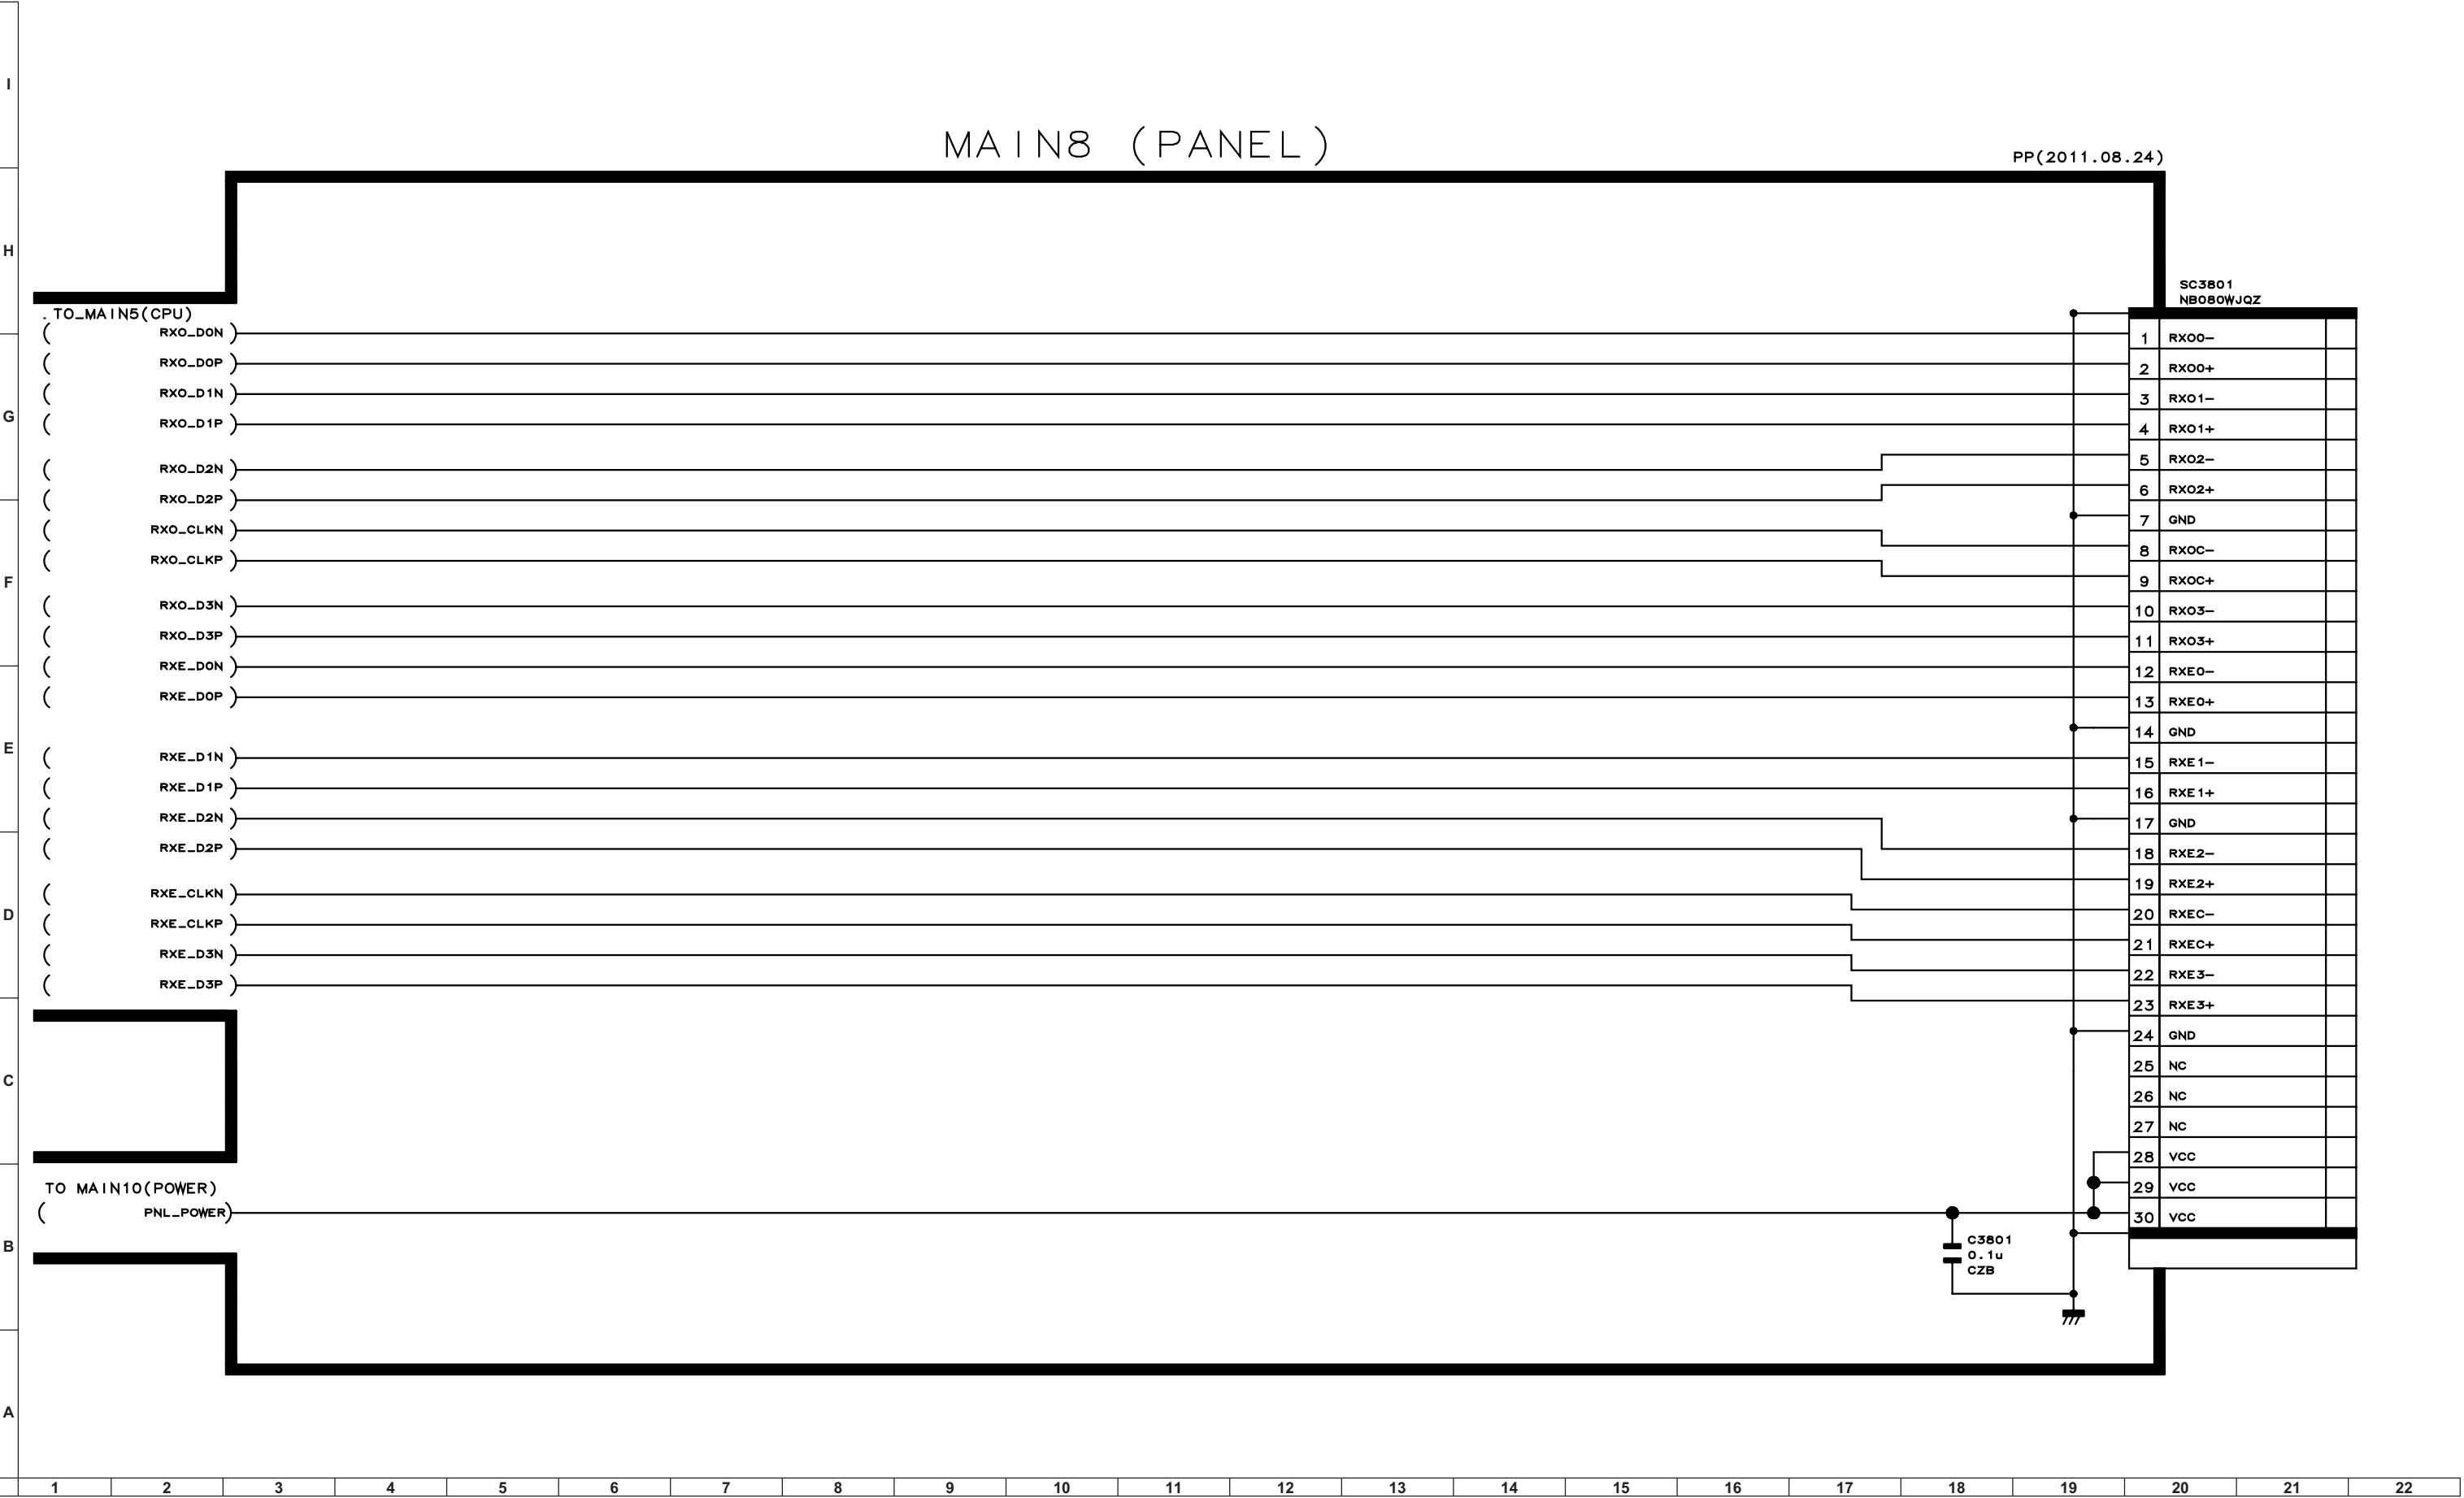 MAIN8 (PANEL)
PP(2011.08.24)
I
H
G
F
E
D
C
B
A
. TO_MAIN5(CPU)
( RXO_D0N )
( RXO_D0P )
( RXO_D1N )
( RXO_D1P )
( RXO_D2N )
( RXO_D2P )
( RXO_CLKN )
( RXO_CLKP )
( RXO_D3N )
( RXO_D3P )
( RXE_D0N )
( RXE_D0P )
( RXE_D1N )
( RXE_D1P )
( RXE_D2N )
( RXE_D2P )
( RXE_CLKN )
( RXE_CLKP )
( RXE_D3N )
( RXE_D3P )
TO MAIN10(POWER)
( PNL_POWER)
SC3801
NB080WJQZ
1 RXO0-
2 RXO0+
3 RXO1-
4 RXO1+
5 RXO2-
6 RXO2+
7 GND
8 RXOC-
9 RXOC+
10 RXO3-
11 RXO3+
12 RXE0-
13 RXE0+
14 GND
15 RXE1-
16 RXE1+
17 GND
18 RXE2-
19 RXE2+
20 RXEC-
21 RXEC+
22 RXE3-
23 RXE3+
24 GND
25 NC
26 NC
27 NC
28 VCC
29 VCC
30 VCC
C3801
0.1u
CZB
1 2 3 4 5 6 7 8 9 10 11 12 13 14 15 16 17 18 19 20 21 22